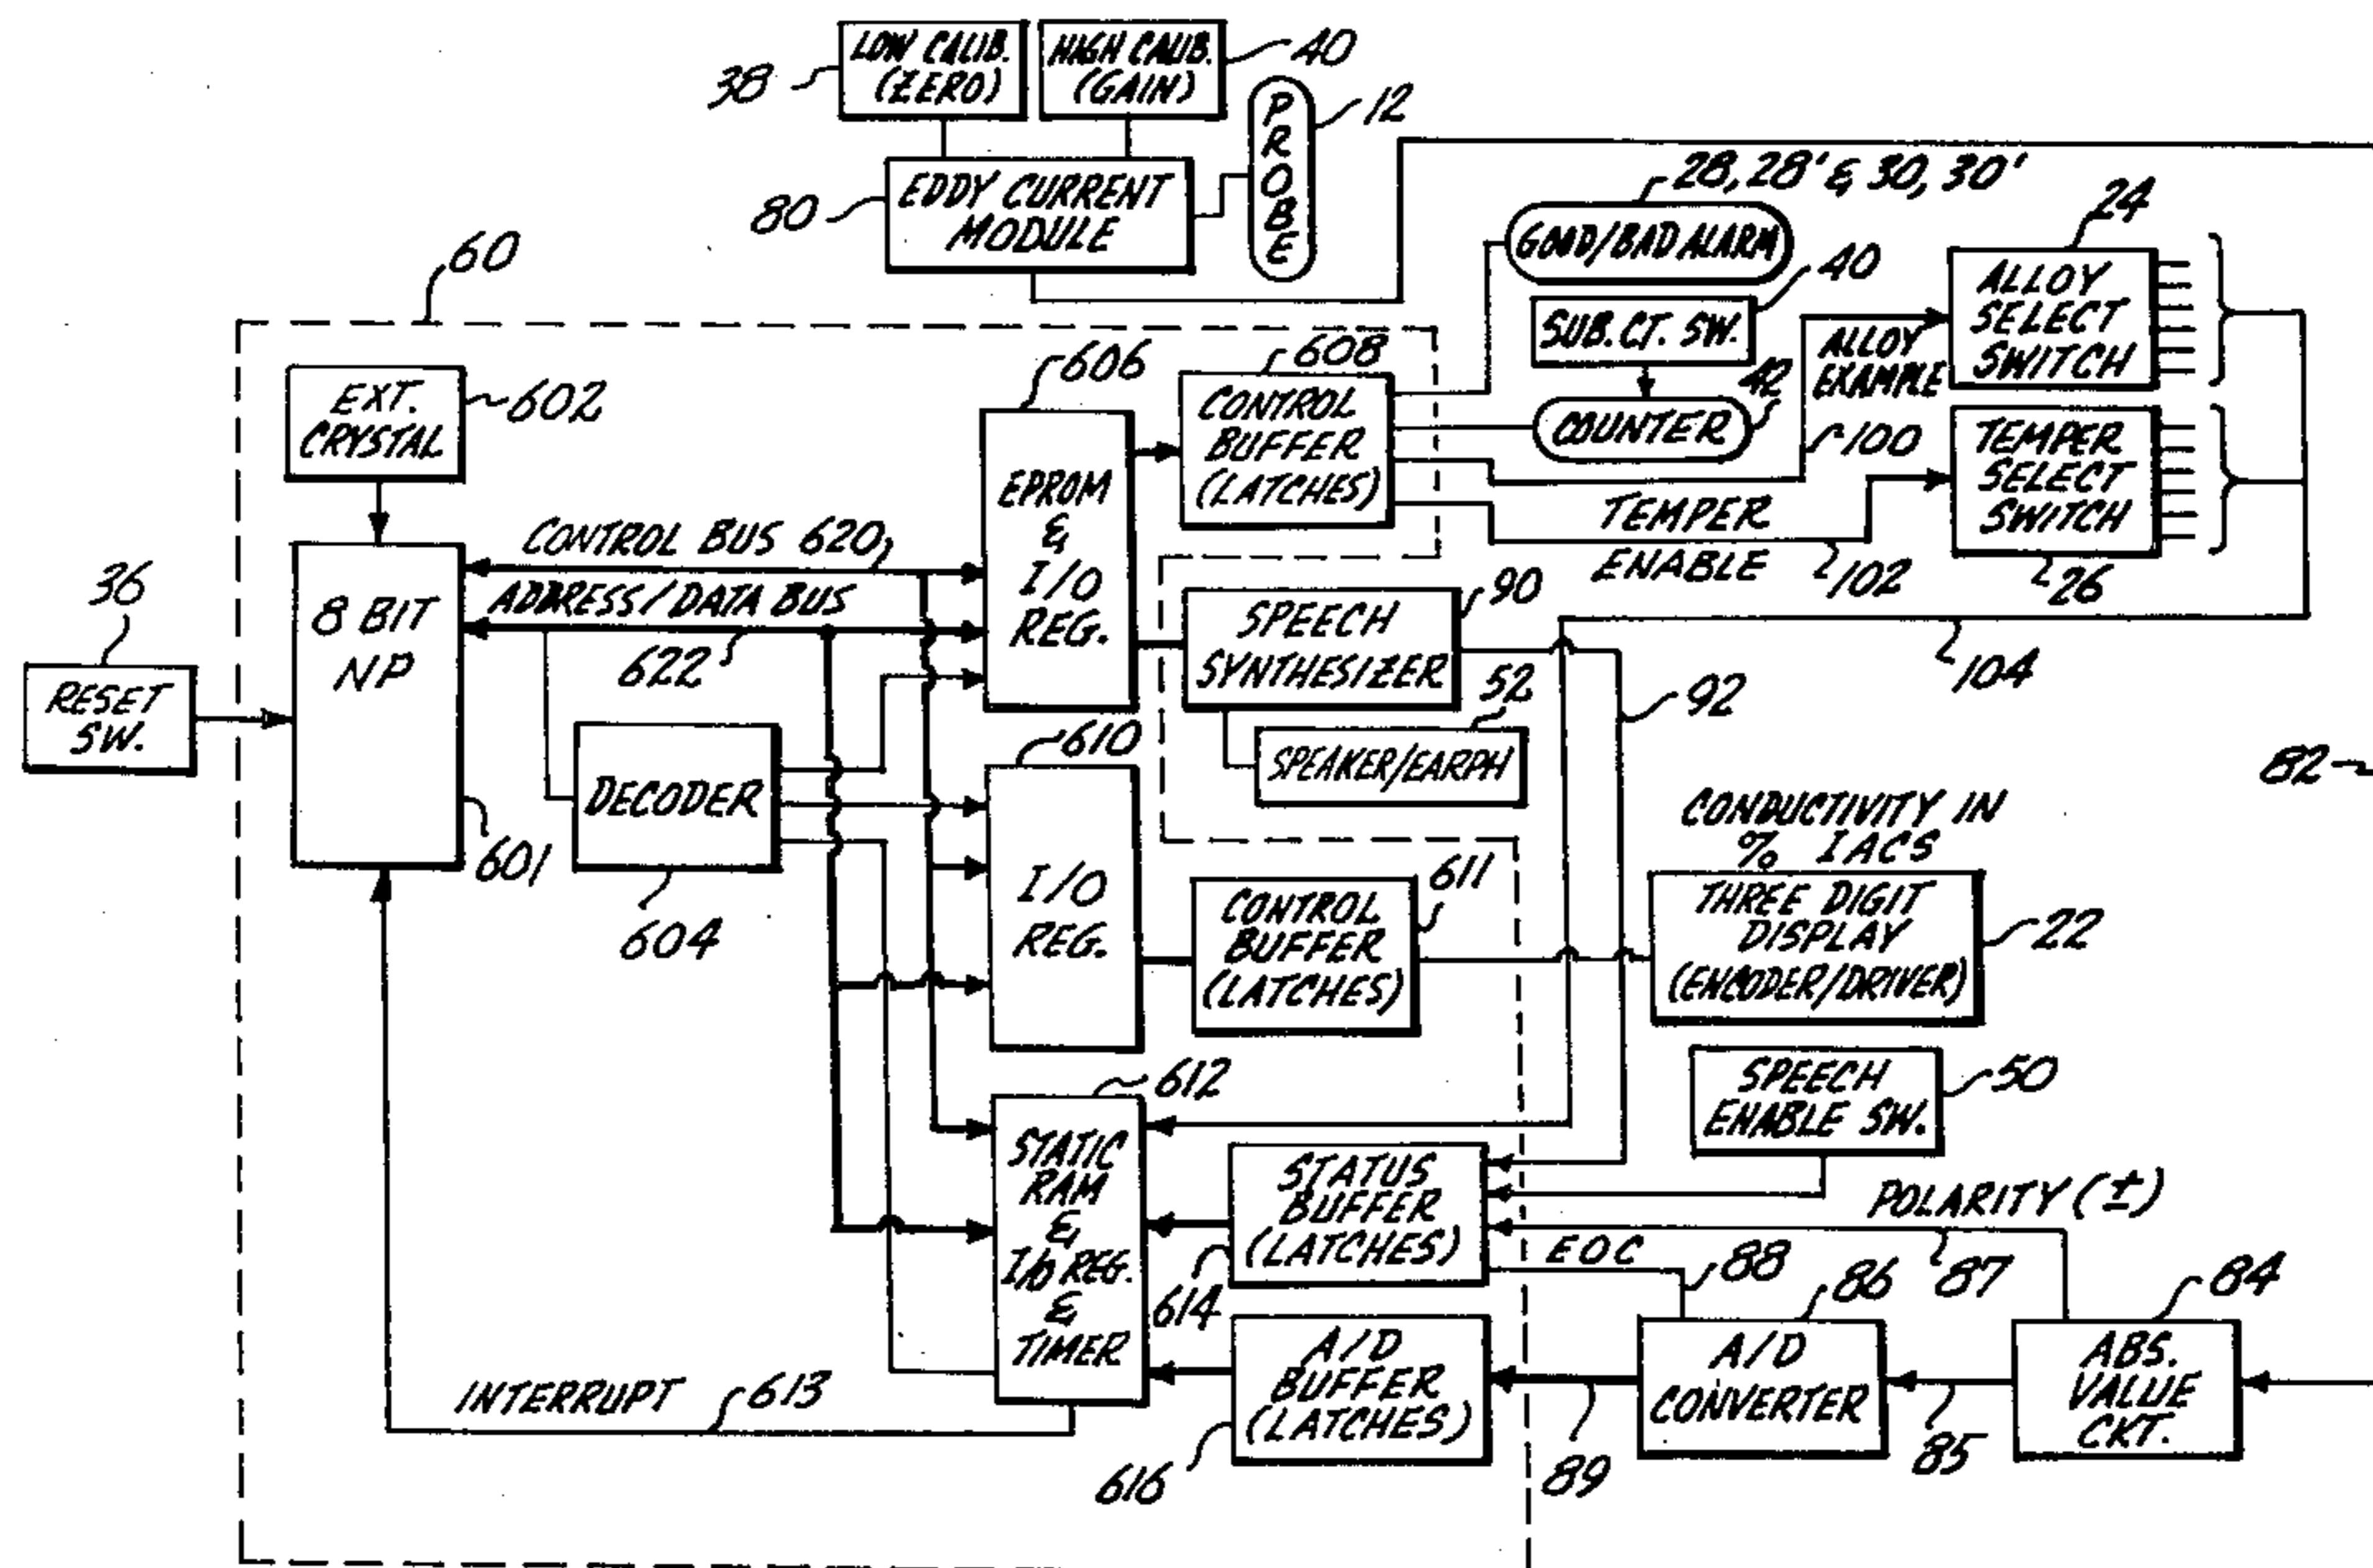 LOW CALIB.
(ZERO)
38
HIGH CALIB.
(GAIN)
40
PROBE
12
EDDY CURRENT
MODULE
80
28, 28' & 30, 30'
GOOD/BAD ALARM
24
ALLOY
SELECT
SWITCH
60
SUB. CT. SW.
40
ALLOY
EXAMPLE
COUNTER
42
100
EXT.
CRYSTAL
602
606
EPROM
&
I/O
REG.
608
CONTROL
BUFFER
(LATCHES)
TEMPER
SELECT
SWITCH
26
TEMPER
ENABLE
102
104
CONTROL BUS 620
ADDRESS/DATA BUS
622
36
RESET
SW.
8 BIT
NP
601
90
SPEECH
SYNTHESIZER
52
SPEAKER/EARPH
92
82
DECODER
604
610
I/O
REG.
611
CONTROL
BUFFER
(LATCHES)
CONDUCTIVITY IN
% IACS
THREE DIGIT
DISPLAY
(ENCODER/DRIVER)
22
SPEECH
ENABLE SW.
50
612
STATIC
RAM
&
I/O REG.
&
TIMER
STATUS
BUFFER
(LATCHES)
614
POLARITY (±)
EOC
88
87
86
84
A/D
BUFFER
(LATCHES)
616
A/D
CONVERTER
89
85
ABS.
VALUE
CKT.
INTERRUPT
613